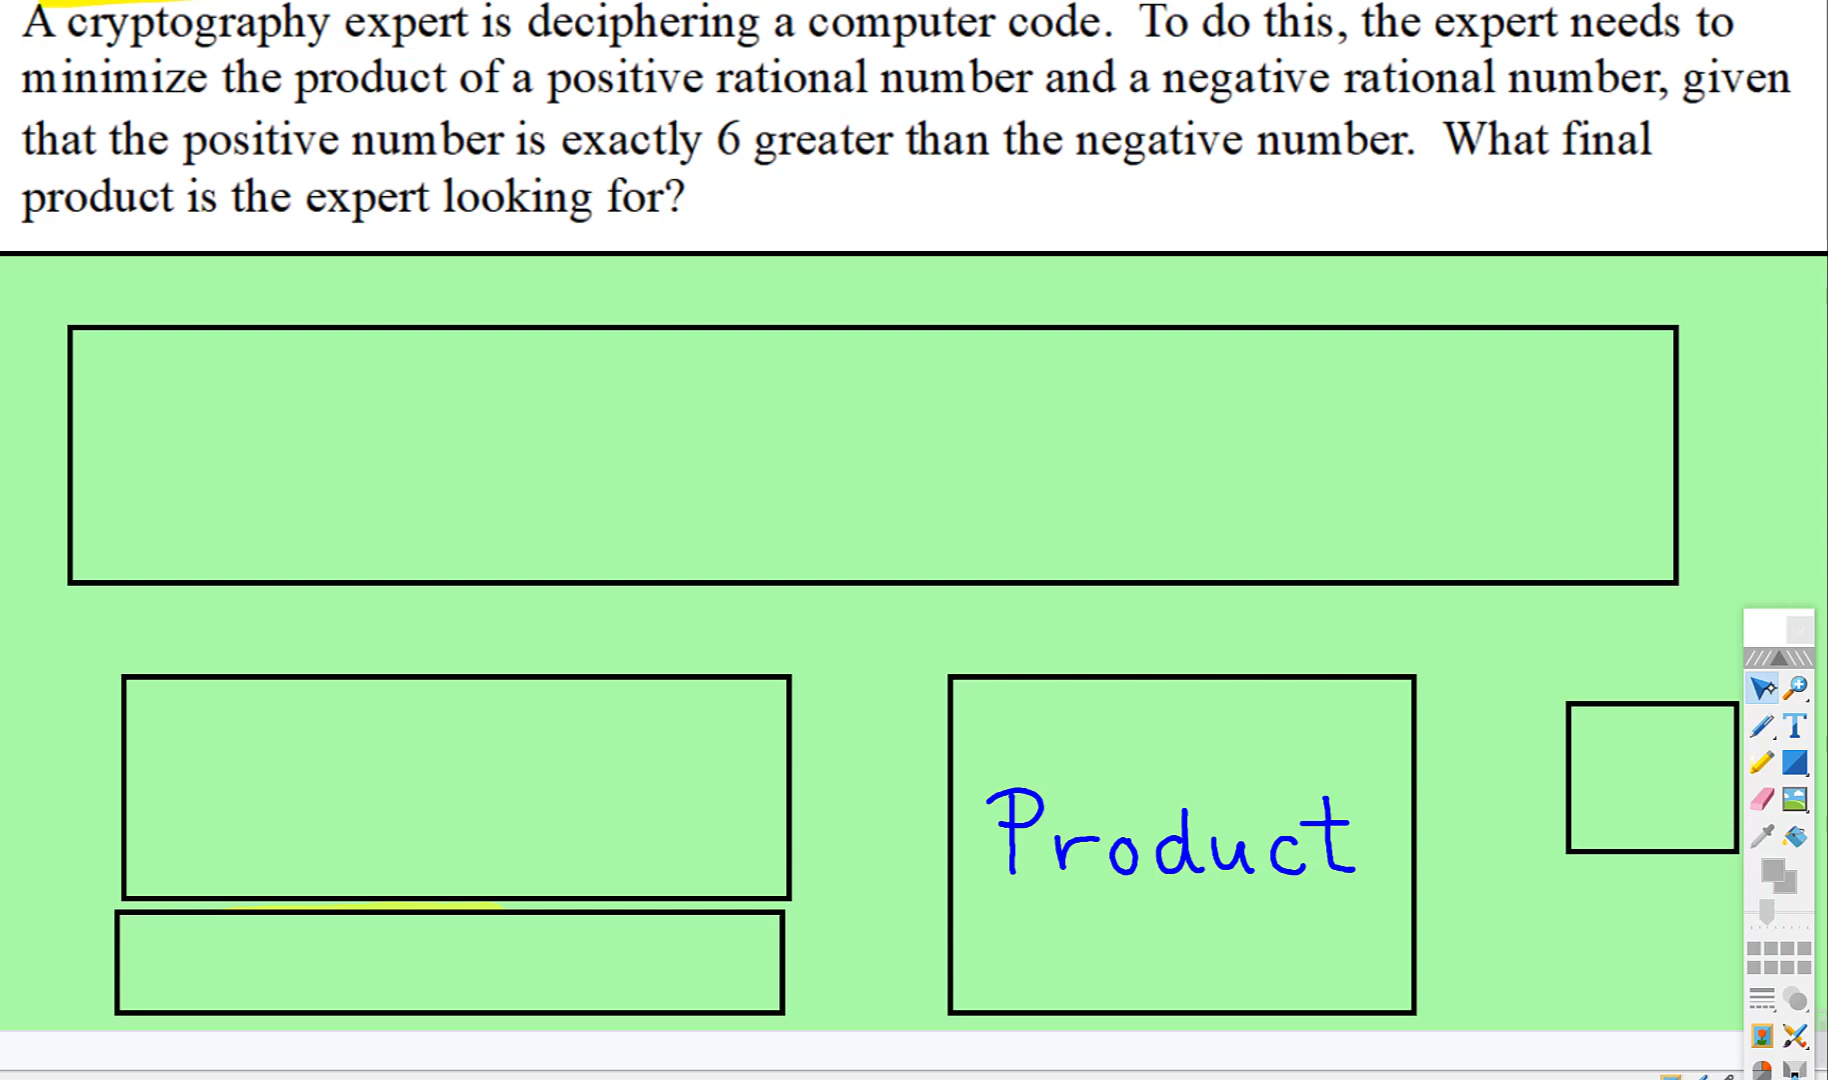 A cryptography expert is deciphering a computer code. To do this, the expert needs to
minimize the product of a positive rational number and a negative rational number, given
that the positive number is exactly 6 greater than the negative number. What final
product is the expert looking for?
Product
T